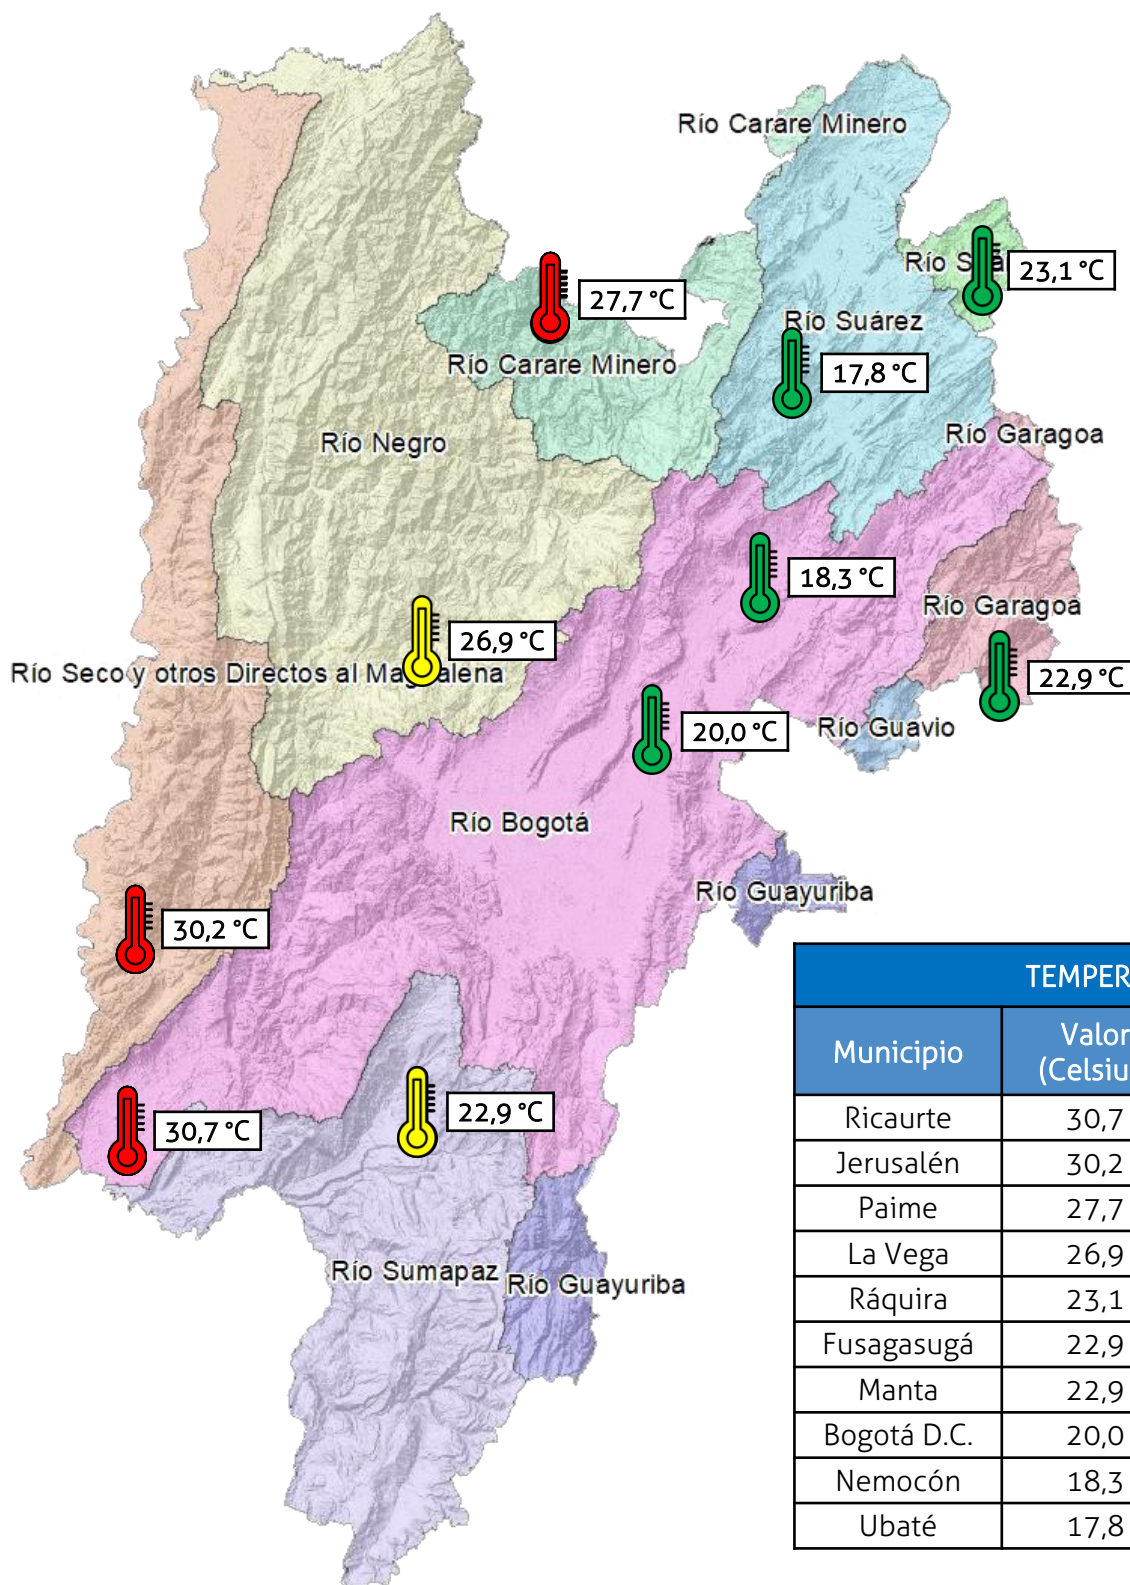 Río Carare Minero
Río Suárez
23,1 °C
27,7 °C
Río Suárez
Río Carare Minero
17,8 °C
Río Negro
Río Garagoa
18,3 °C
Río Garagoa
26,9 °C
Río Seco y otros Directos al Magdalena
22,9 °C
20,0 °C
Río Guavio
Río Bogotá
Río Guayuriba
30,2 °C
22,9 °C
30,7 °C
Río Sumapaz
Río Guayuriba
TEMPER
Municipio Valor (Celsiu
Ricaurte 30,7
Jerusalén 30,2
Paime 27,7
La Vega 26,9
Ráquira 23,1
Fusagasugá 22,9
Manta 22,9
Bogotá D.C. 20,0
Nemocón 18,3
Ubaté 17,8